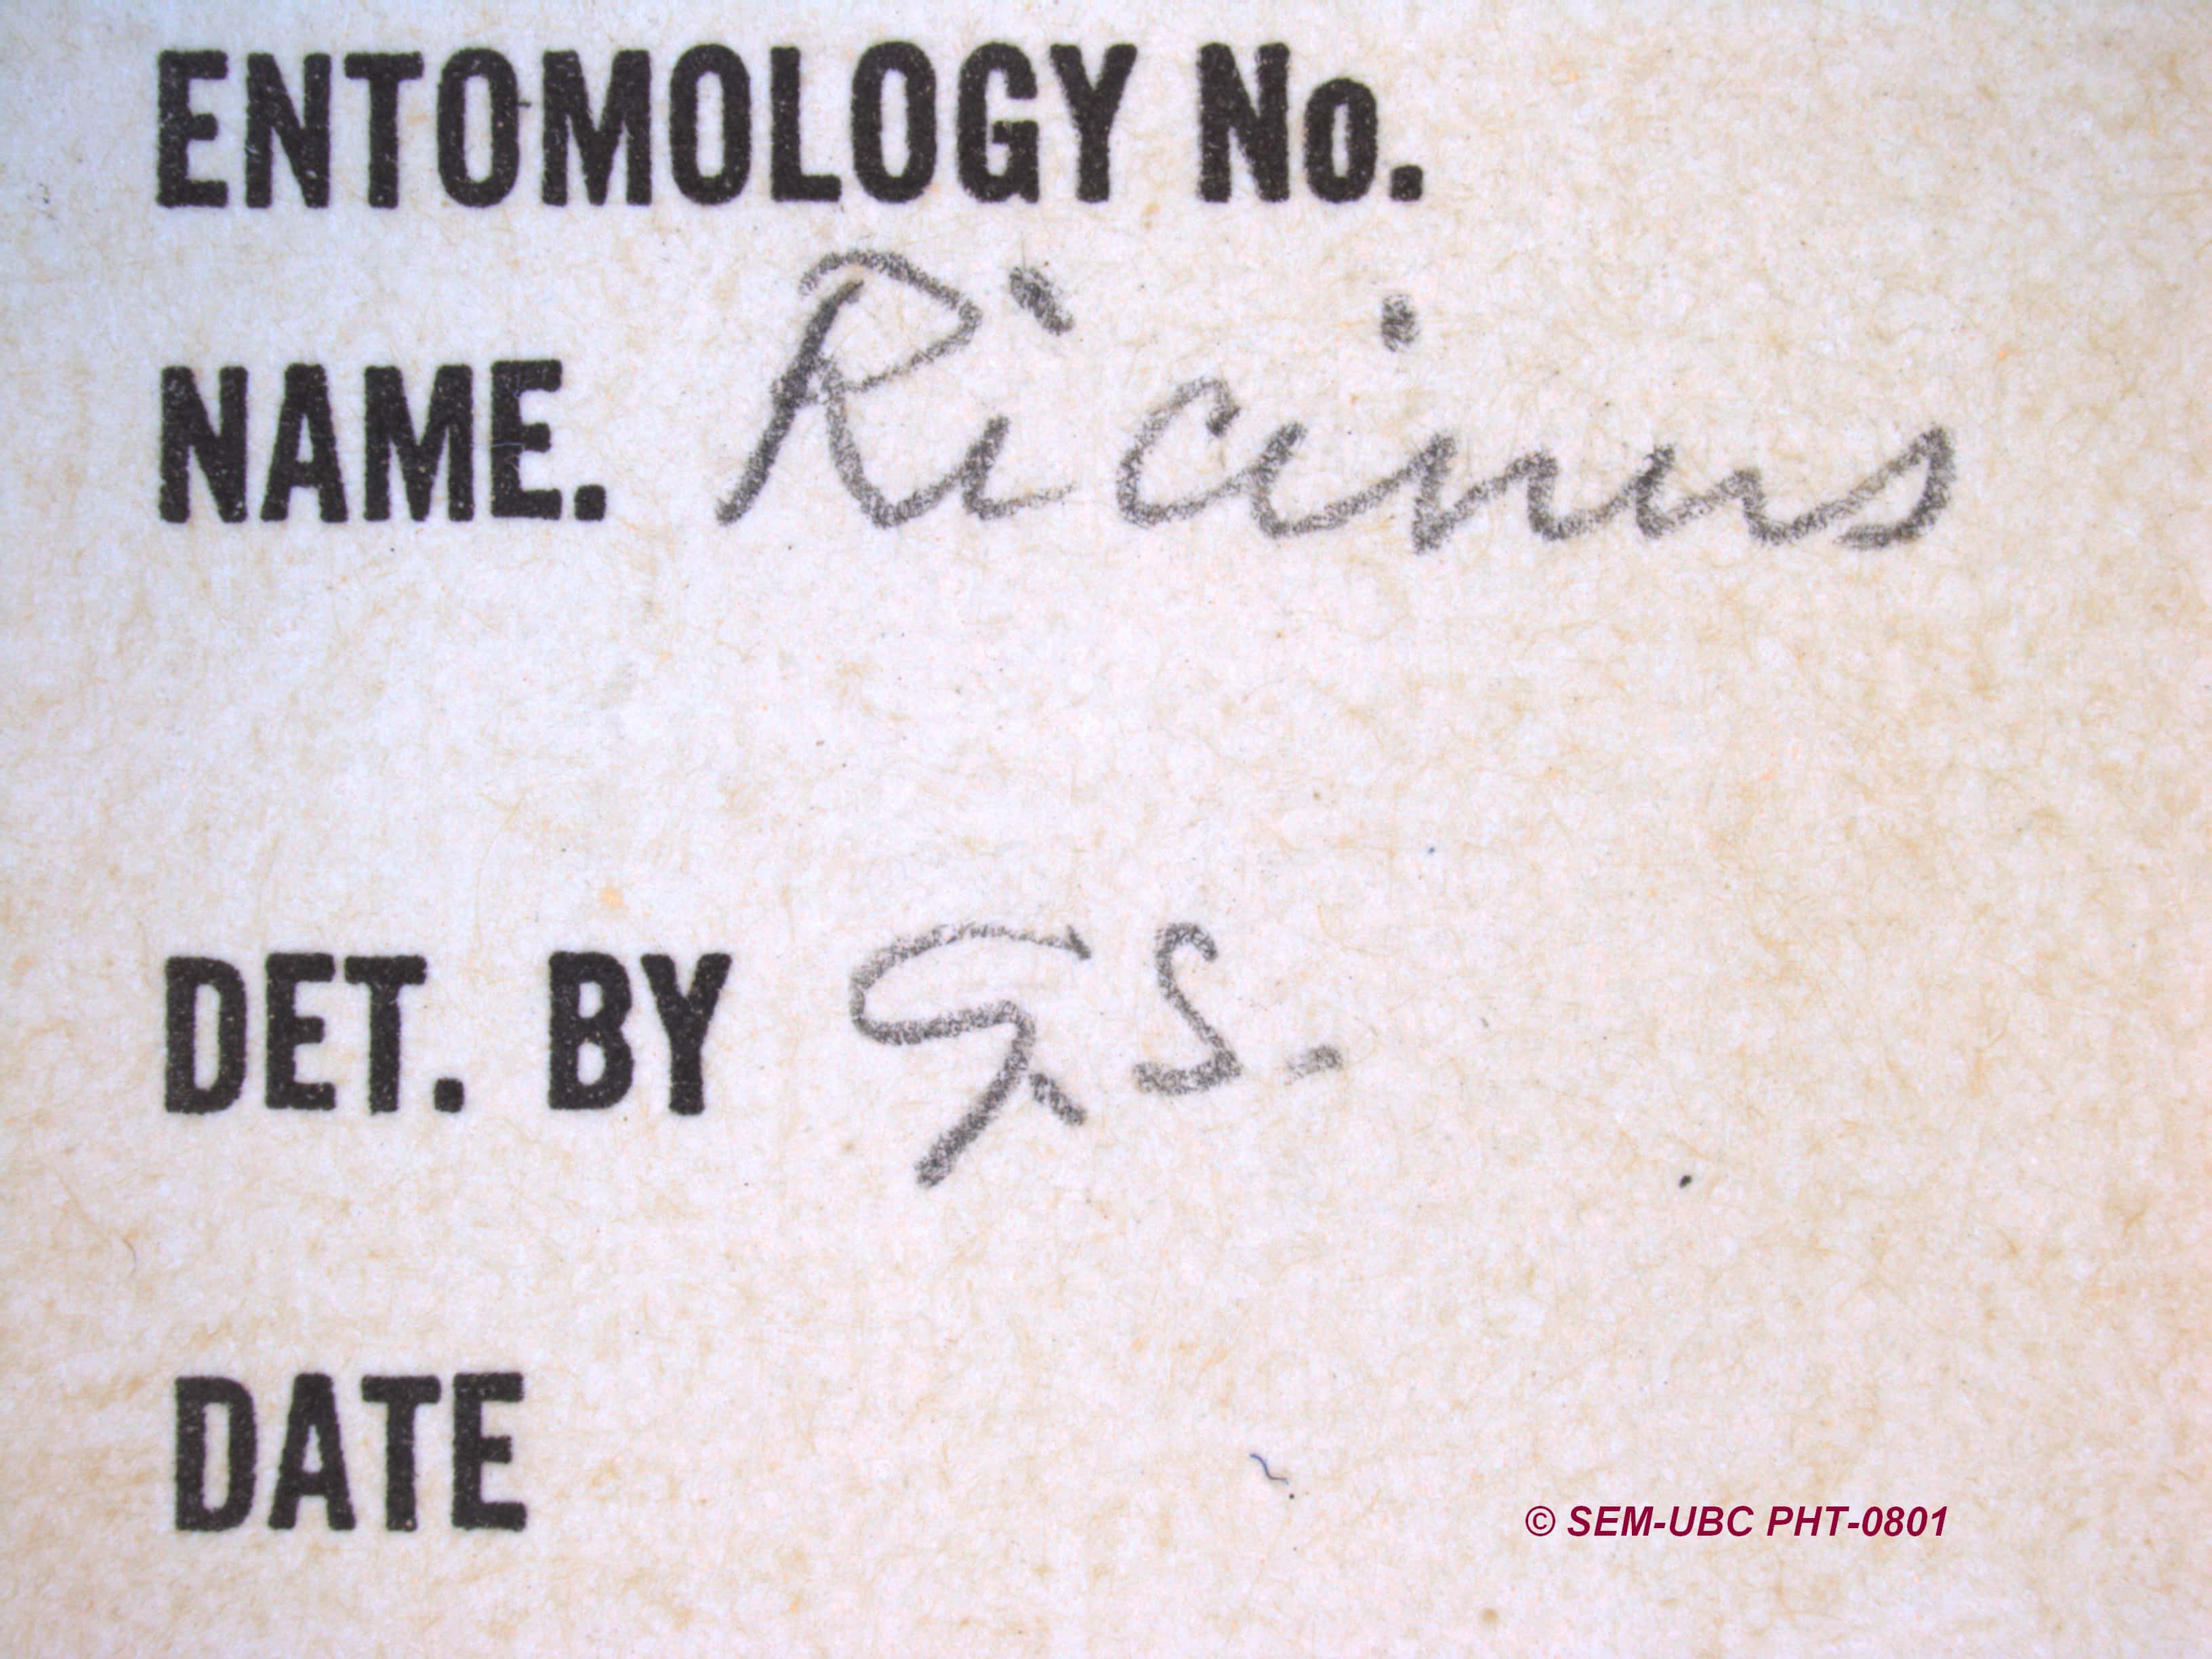 ENTOMOLOGY No.
NAME. Ricinus
DET. BY G.S.
DATE
© SEM-UBC PHT-0801